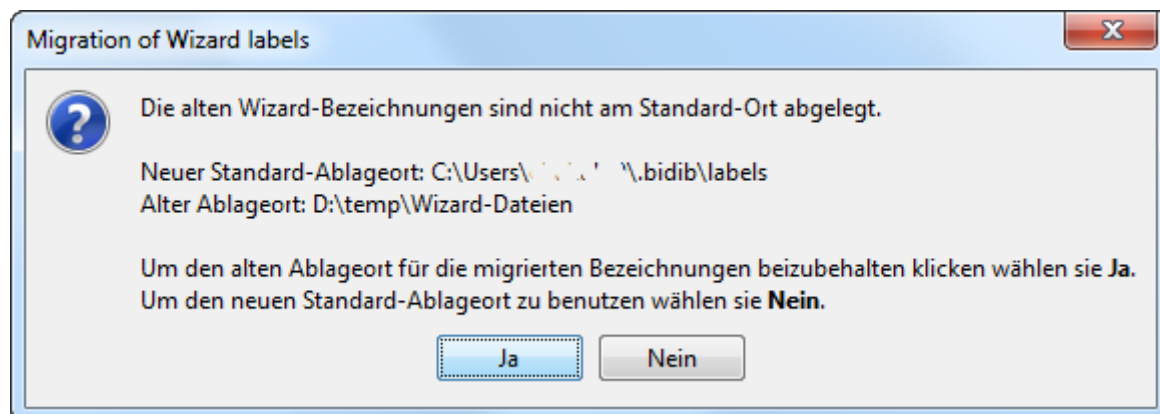 Migration of Wizard labels
Die alten Wizard-Bezeichnungen sind nicht am Standard-Ort abgelegt.
Neuer Standard-Ablageort: C:\Users\ \.bidib\labels
Alter Ablageort: D:\temp\Wizard-Dateien
Um den alten Ablageort für die migrierten Bezeichnungen beizubehalten klicken wählen sie Ja.
Um den neuen Standard-Ablageort zu benutzen wählen sie Nein.
Ja Nein